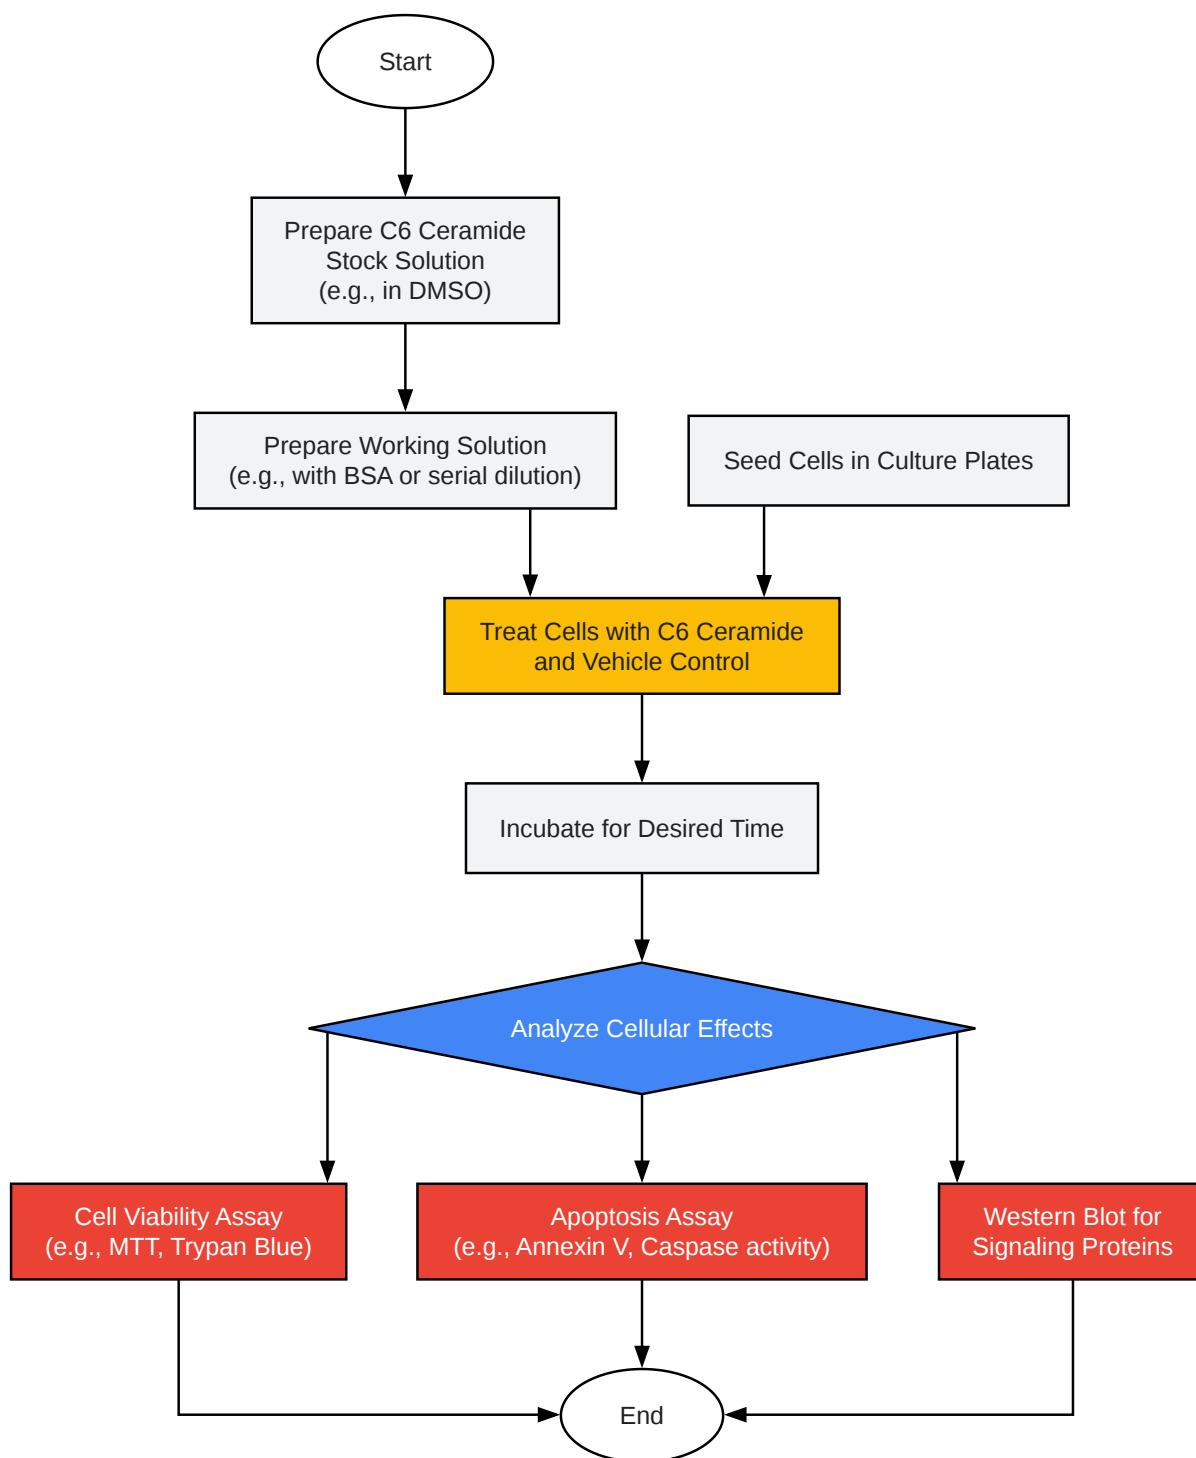 Start
Prepare C6 Ceramide
Stock Solution
(e.g., in DMSO)
Prepare Working Solution
(e.g., with BSA or serial dilution)
Seed Cells in Culture Plates
Treat Cells with C6 Ceramide
and Vehicle Control
Incubate for Desired Time
Analyze Cellular Effects
Cell Viability Assay
(e.g., MTT, Trypan Blue)
Apoptosis Assay
(e.g., Annexin V, Caspase activity)
Western Blot for
Signaling Proteins
End